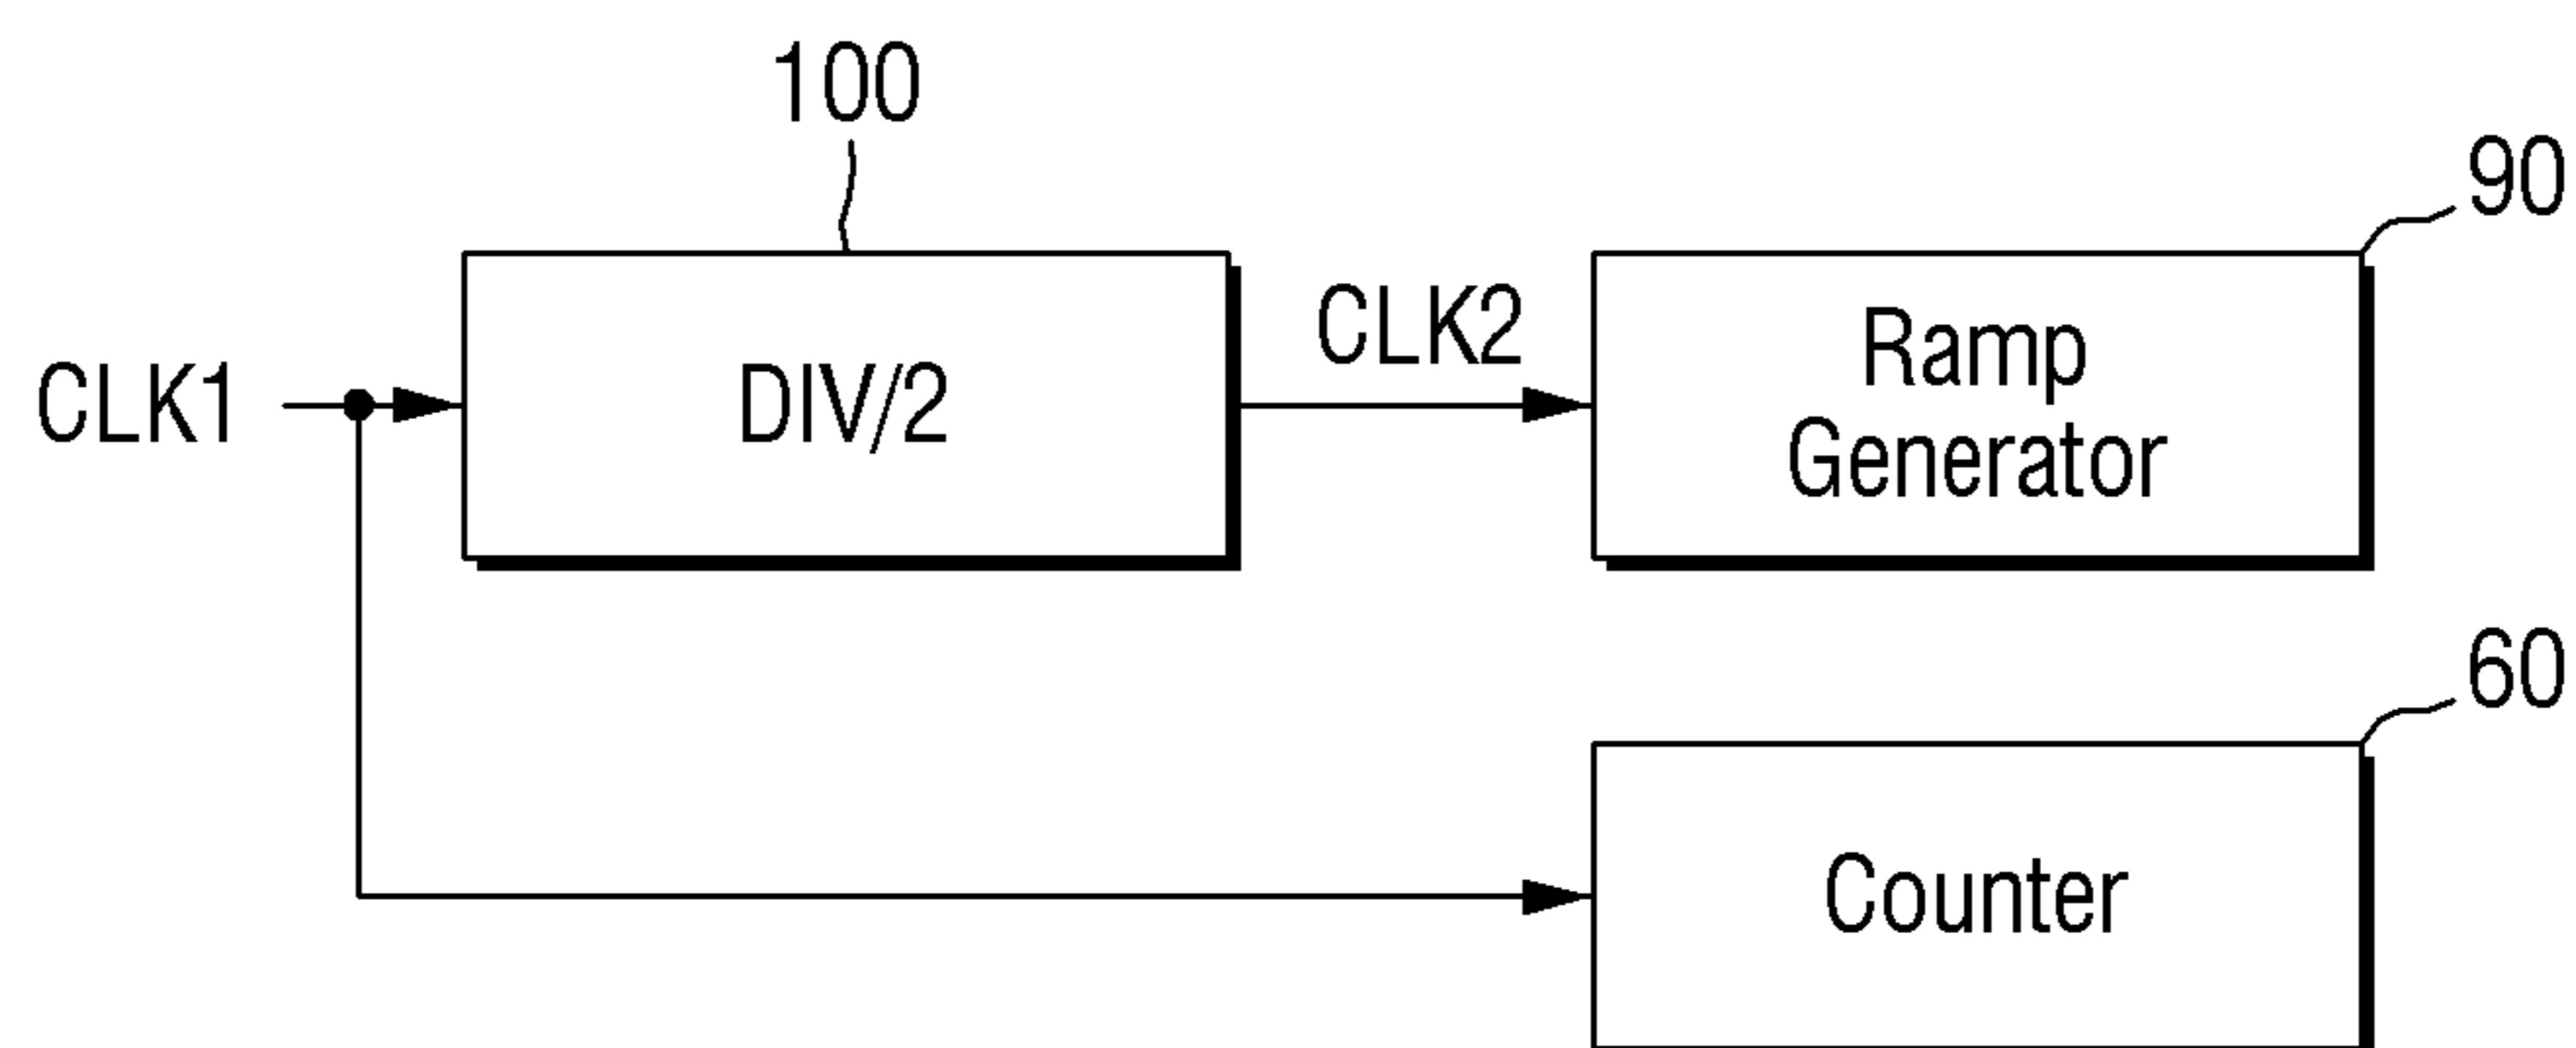 100
90
CLK1
DIV/2
CLK2
Ramp
Generator
60
Counter